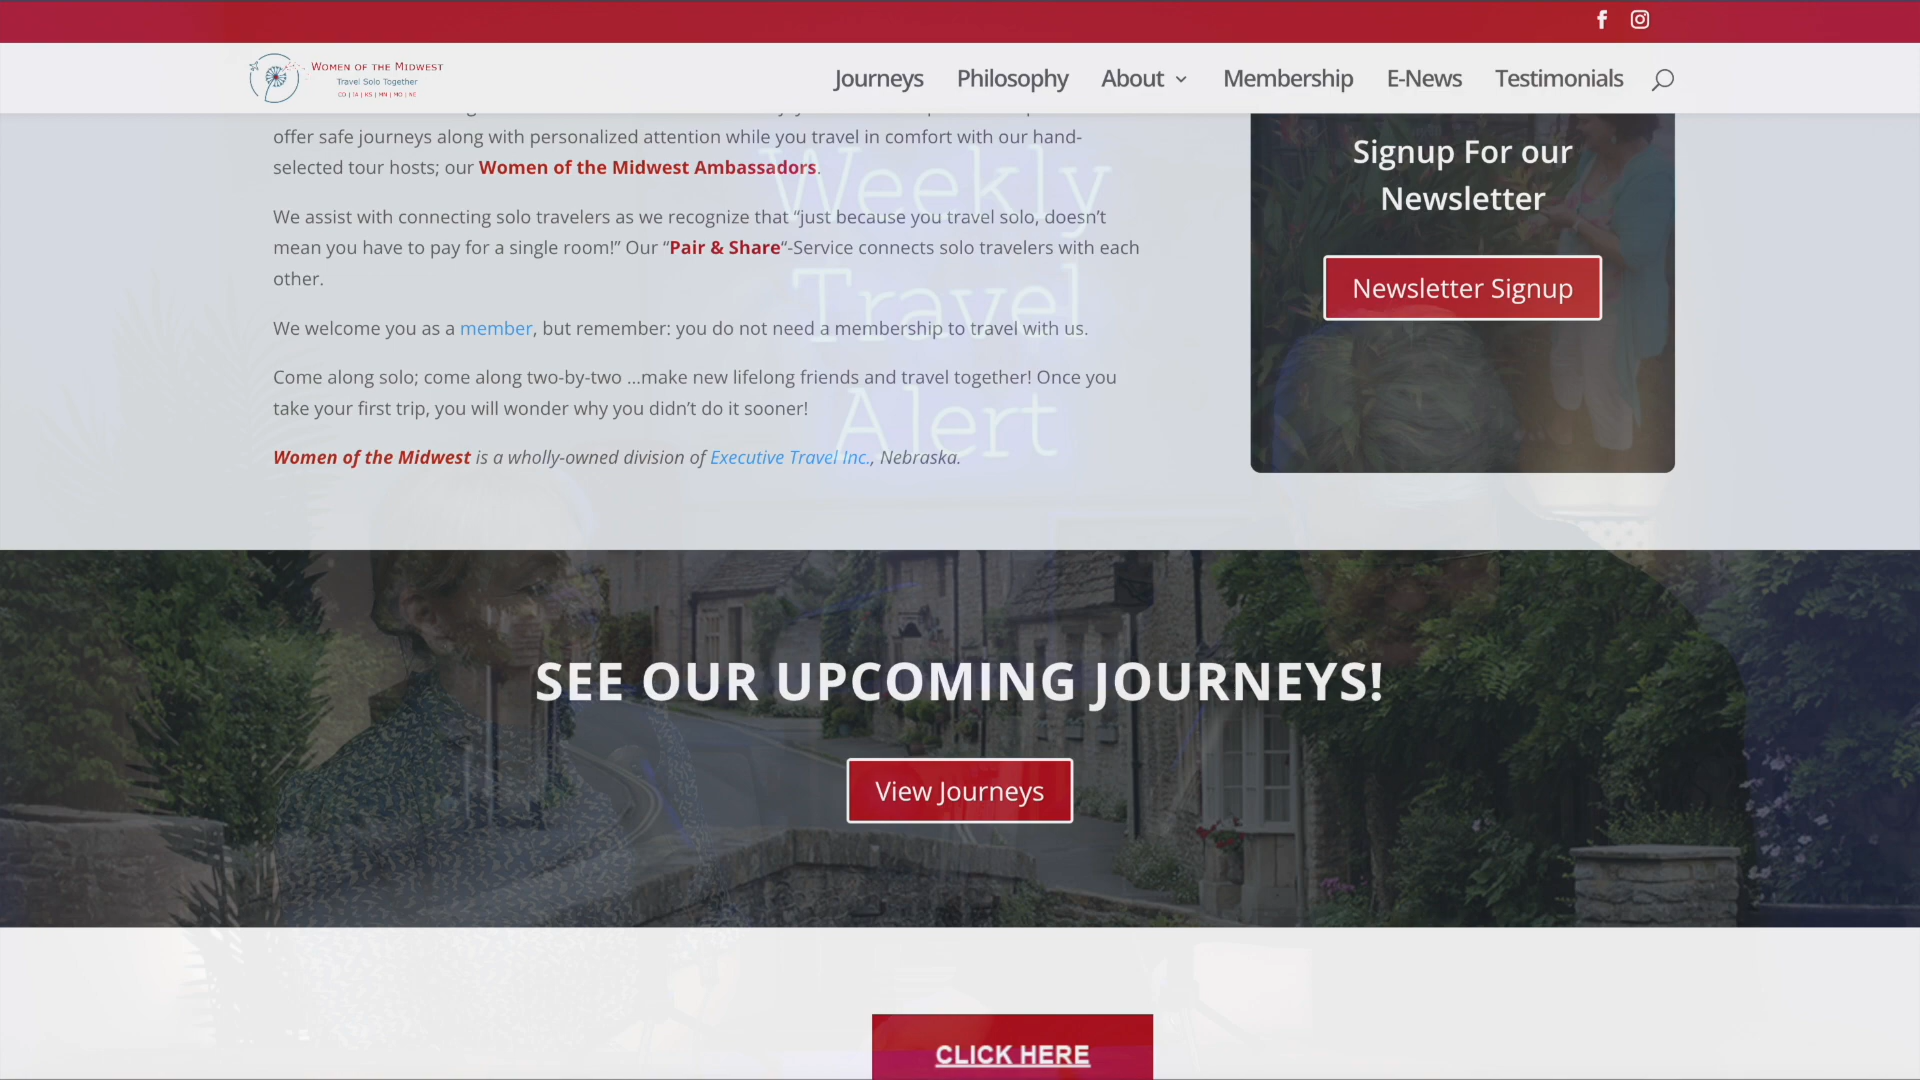 WOMEN OF THE MIDWEST
Travel Solo Together
CO | IA | KS | MN | MO | NE
Journeys Philosophy About Membership E-News Testimonials
offer safe journeys along with personalized attention while you travel in comfort with our hand-
selected tour hosts; our Women of the Midwest Ambassadors.
We assist with connecting solo travelers as we recognize that “just because you travel solo, doesn’t
mean you have to pay for a single room!” Our “Pair & Share“-Service connects solo travelers with each
other.
We welcome you as a member, but remember: you do not need a membership to travel with us.
Come along solo; come along two-by-two …make new lifelong friends and travel together! Once you
take your first trip, you will wonder why you didn’t do it sooner!
Women of the Midwest is a wholly-owned division of Executive Travel Inc., Nebraska.
Weekly
Travel
Alert
Signup For our
Newsletter
Newsletter Signup
SEE OUR UPCOMING JOURNEYS!
View Journeys
CLICK HERE